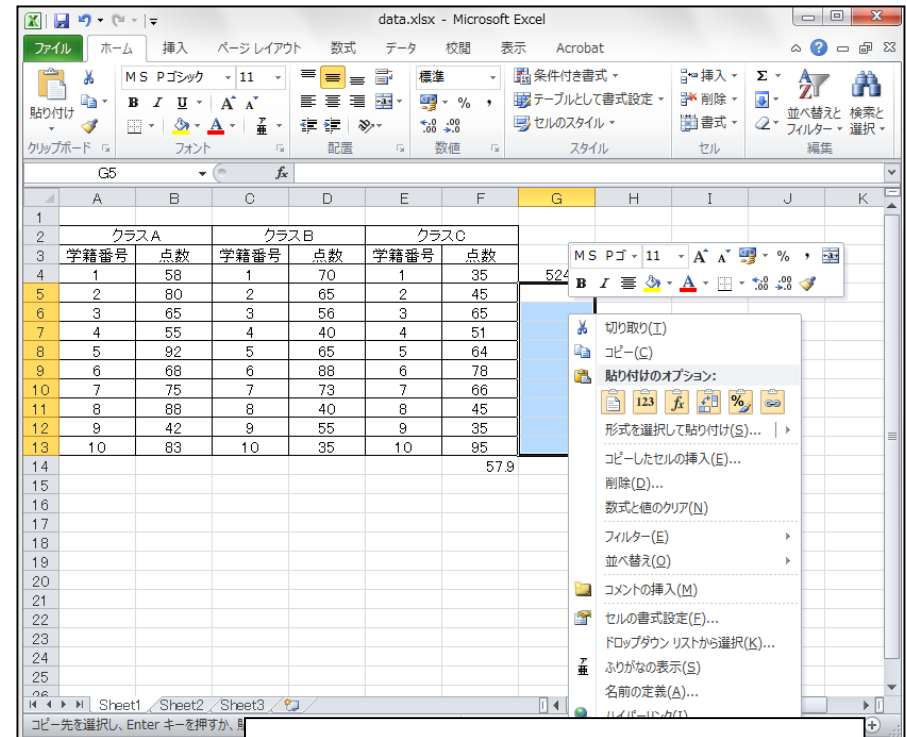 data.xlsx - Microsoft Excel
ファイル ホーム 挿入 ページ レイアウト 数式 データ 校閲 表示 Acrobat
貼り付け MS Pゴシック 11 標準 条件付き書式 挿入 Σ
B I U A A % , テーブルとして書式設定 削除 並べ替えと フィルター 検索と 選択
A 亜 .00 .0 セルのスタイル 書式
クリップボード フォント 配置 数値 スタイル セル 編集
G5 fx
A B C D E F G H I J K
1
2 クラスA クラスB クラスC
3 学籍番号 点数 学籍番号 点数 学籍番号 点数
4 1 58 1 70 1 35 524
MS Pゴ 11 A A % ,
B I A .00 .0
5 2 80 2 65 2 45
6 3 65 3 56 3 65
7 4 55 4 40 4 51
8 5 92 5 65 5 64
9 6 68 6 88 6 78
10 7 75 7 73 7 66
11 8 88 8 40 8 45
12 9 42 9 55 9 35
13 10 83 10 35 10 95
14 57.9
15
16
17
18
19
20
21
22
23
24
25
26
切り取り(T)
コピー(C)
貼り付けのオプション:
123 fx %
形式を選択して貼り付け(S)...
コピーしたセルの挿入(E)...
削除(D)...
数式と値のクリア(N)
フィルター(E)
並べ替え(O)
コメントの挿入(M)
セルの書式設定(F)...
ドロップダウン リストから選択(K)...
ふりがなの表示(S)
名前の定義(A)...
ハイパーリンク(I)...
Sheet1 Sheet2 Sheet3
コピー先を選択し、Enter キーを押すか、